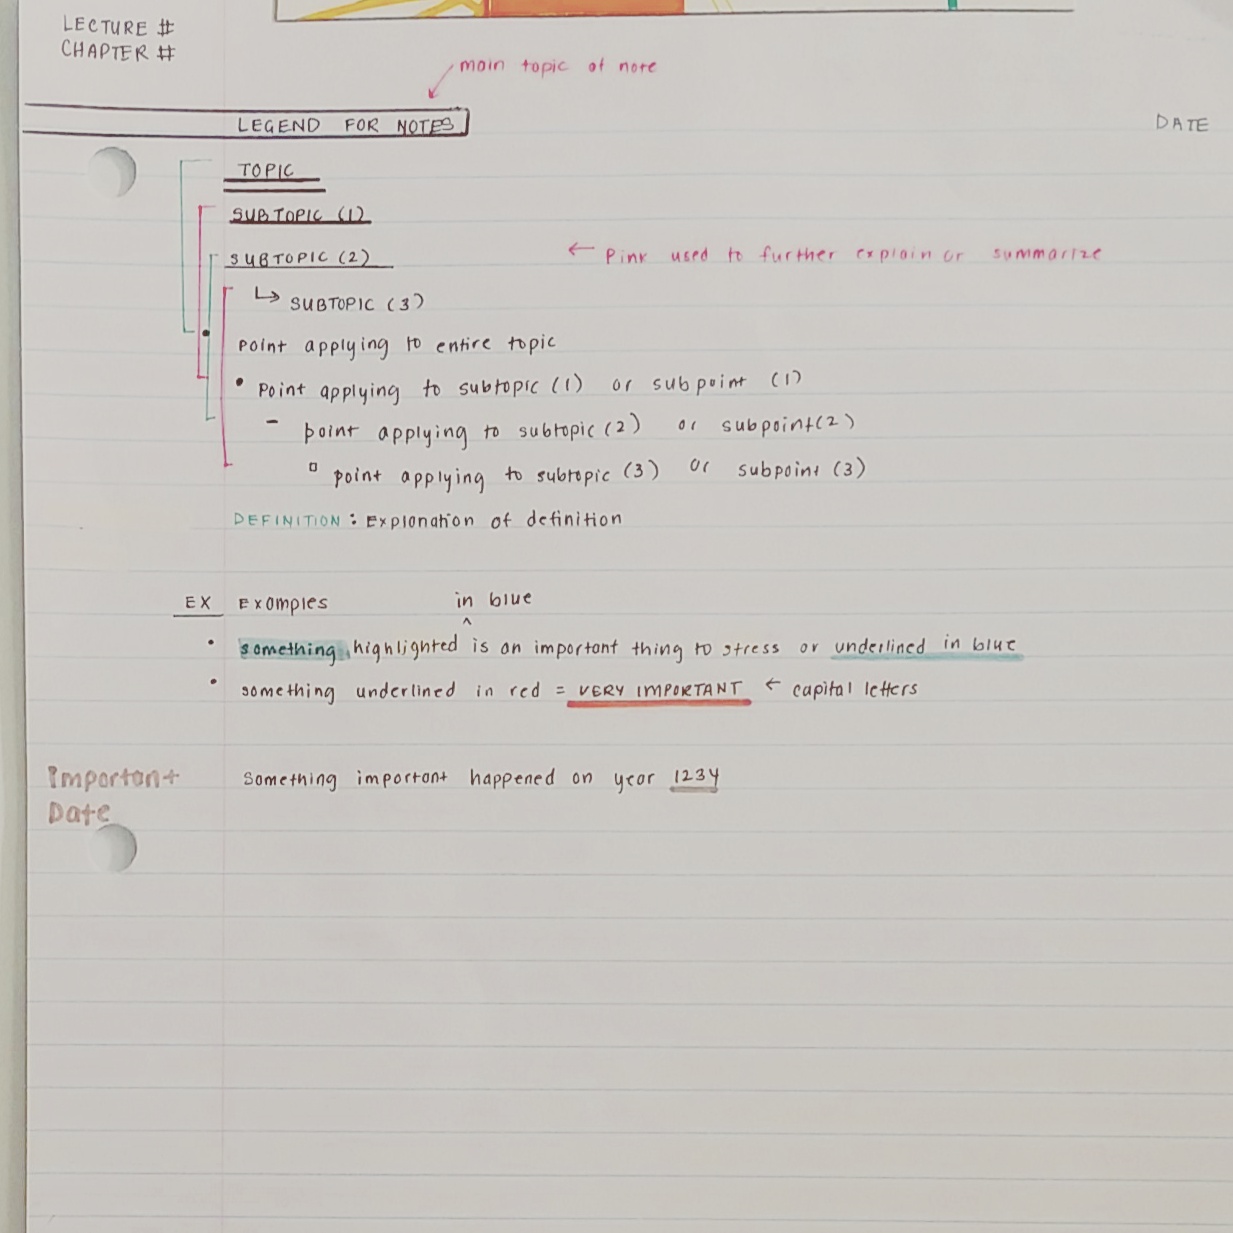 LECTURE #
CHAPTER #
main topic of note
LEGEND FOR NOTES
DATE
TOPIC
SUBTOPIC (1)
SUBTOPIC (2)
← Pink used to further explain or summarize
↳ SUBTOPIC (3)
• Point applying to entire topic
• Point applying to subtopic (1) or subpoint (1)
- point applying to subtopic (2) or subpoint (2)
▫ point applying to subtopic (3) or subpoint (3)
DEFINITION : Explanation of definition
EX Examples
in blue
^
• something highlighted is an important thing to stress or underlined in blue
• something underlined in red = VERY IMPORTANT ← capital letters
Important Something important happened on year 1234
Date